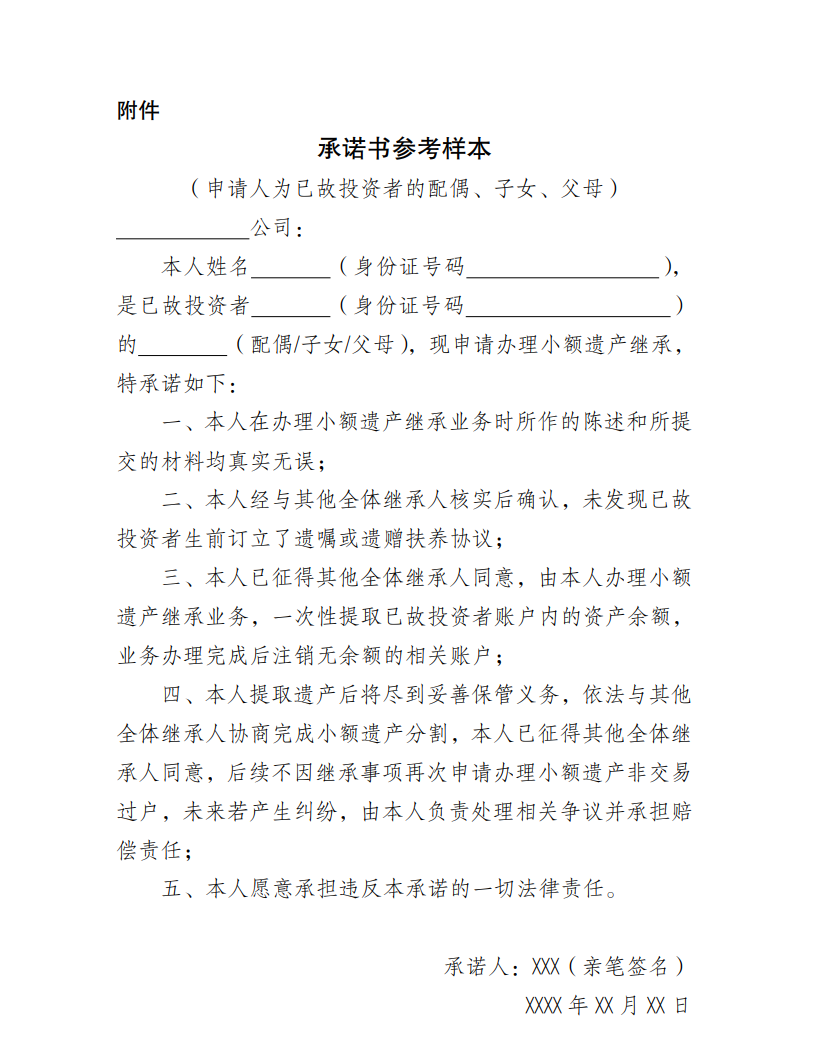 附件
承诺书参考样本
（申请人为已故投资者的配偶、子女、父母）
____________公司：
本人姓名_______（身份证号码_________________），
是已故投资者_______（身份证号码__________________）
的________（配偶/子女/父母），现申请办理小额遗产继承，
特承诺如下：
一、本人在办理小额遗产继承业务时所作的陈述和所提
交的材料均真实无误；
二、本人经与其他全体继承人核实后确认，未发现已故
投资者生前订立了遗嘱或遗赠扶养协议；
三、本人已征得其他全体继承人同意，由本人办理小额
遗产继承业务，一次性提取已故投资者账户内的资产余额，
业务办理完成后注销无余额的相关账户；
四、本人提取遗产后将尽到妥善保管义务，依法与其他
全体继承人协商完成小额遗产分割，本人已征得其他全体继
承人同意，后续不因继承事项再次申请办理小额遗产非交易
过户，未来若产生纠纷，由本人负责处理相关争议并承担赔
偿责任；
五、本人愿意承担违反本承诺的一切法律责任。
承诺人：XXX（亲笔签名）
XXXX 年 XX 月 XX 日